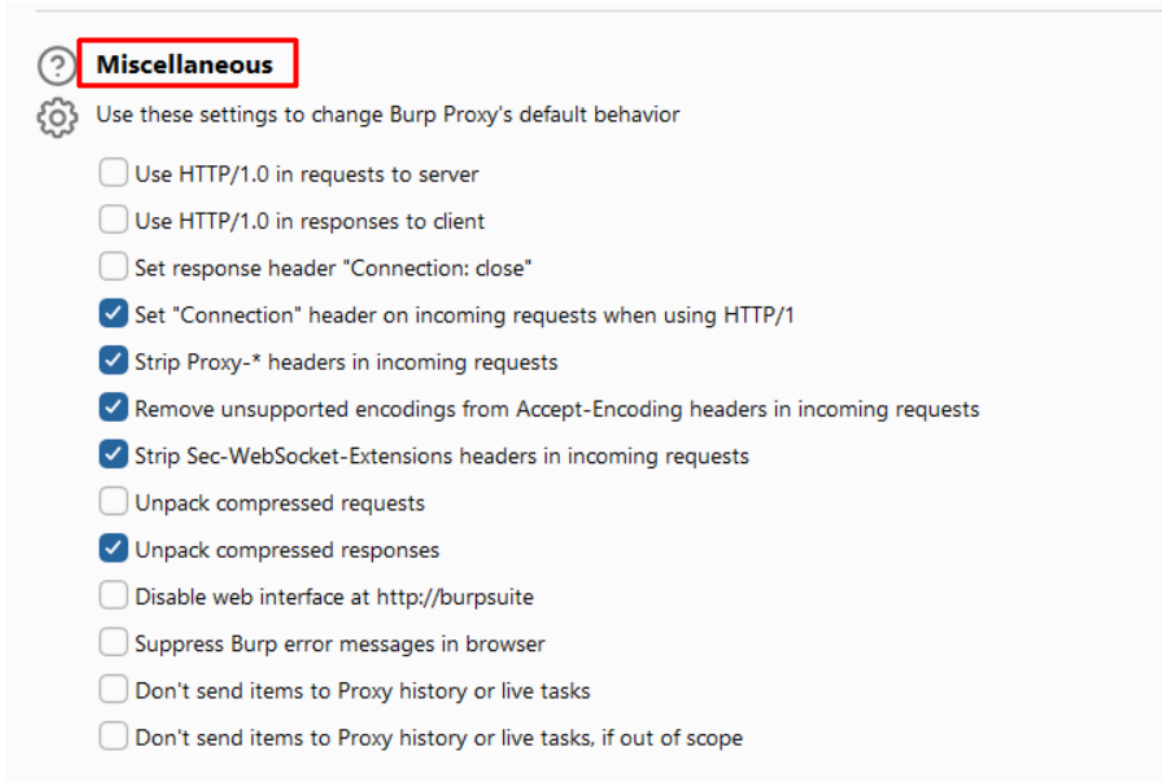 Miscellaneous
Use these settings to change Burp Proxy's default behavior
Use HTTP/1.0 in requests to server
Use HTTP/1.0 in responses to client
Set response header "Connection: close"
Set "Connection" header on incoming requests when using HTTP/1
Strip Proxy-* headers in incoming requests
Remove unsupported encodings from Accept-Encoding headers in incoming requests
Strip Sec-WebSocket-Extensions headers in incoming requests
Unpack compressed requests
Unpack compressed responses
Disable web interface at http://burpsuite
Suppress Burp error messages in browser
Don't send items to Proxy history or live tasks
Don't send items to Proxy history or live tasks, if out of scope